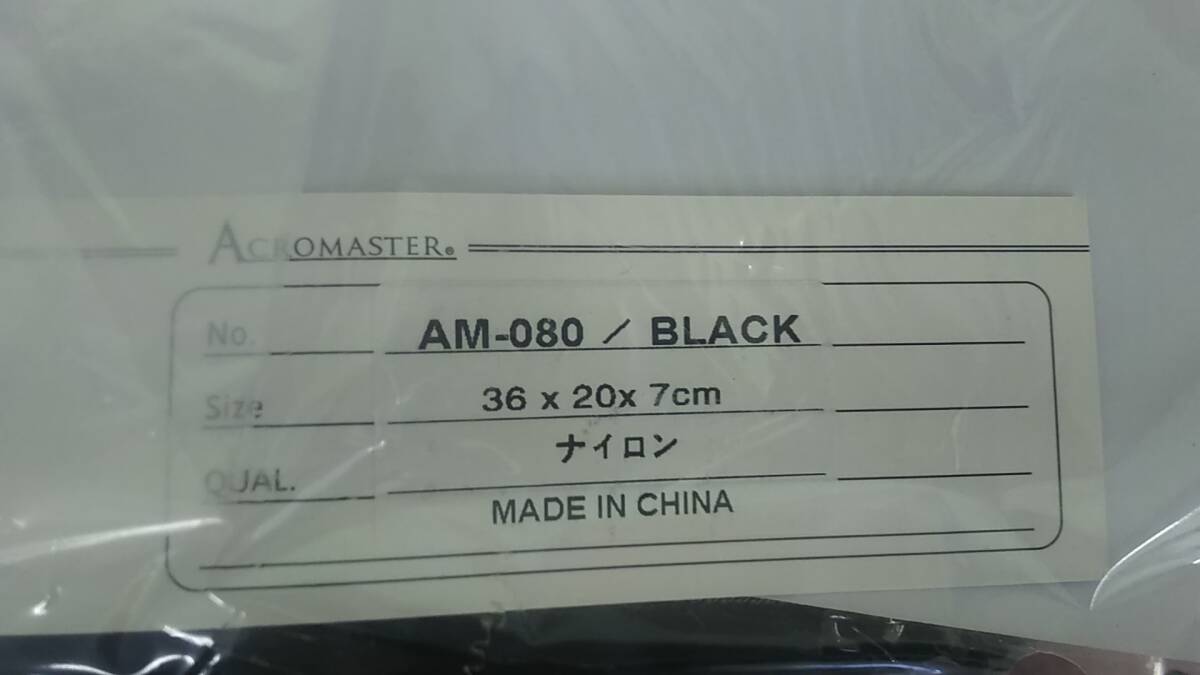 ACROMASTER®
No. AM-080 / BLACK
Size 36 x 20x 7cm
QUAL. ナイロン
MADE IN CHINA